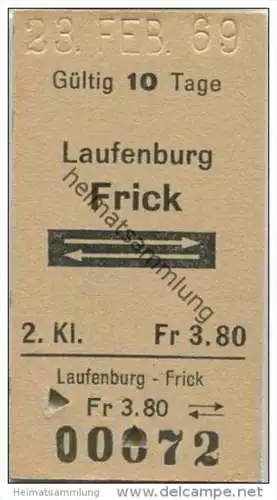 23. FEB. 69
Gültig 10 Tage
Laufenburg
Frick
heimatsammlung
2. Kl. Fr 3.80
Laufenburg - Frick
Fr 3.80
00072
Heimatsammlung www.delcampe.net